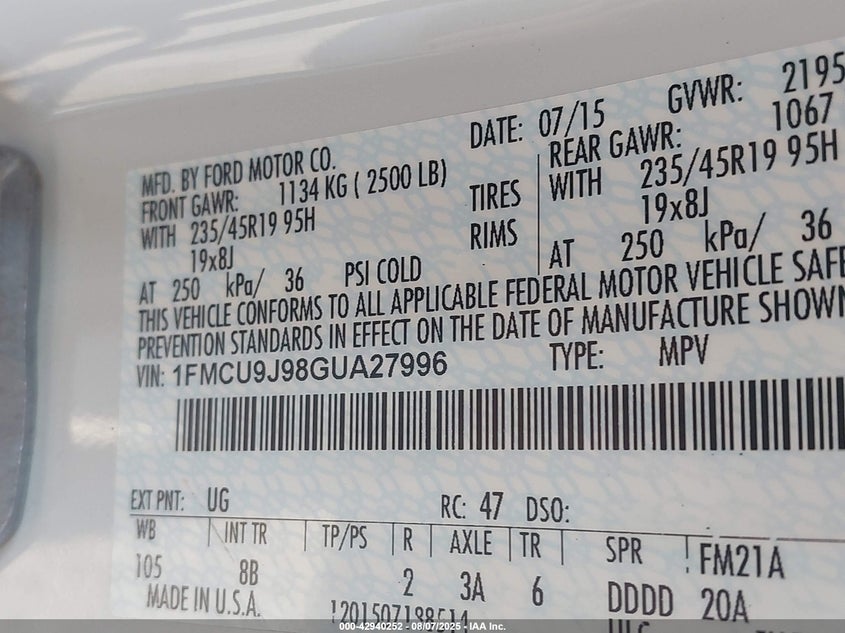 DATE: 07/15 GVWR: 2195
MFD. BY FORD MOTOR CO.
FRONT GAWR: 1134 KG ( 2500 LB) REAR GAWR: 1067
WITH 235/45R19 95H TIRES WITH 235/45R19 95H
19x8J RIMS 19x8J
AT 250 kPa/ 36 PSI COLD AT 250 kPa/ 36
THIS VEHICLE CONFORMS TO ALL APPLICABLE FEDERAL MOTOR VEHICLE SAFE
PREVENTION STANDARDS IN EFFECT ON THE DATE OF MANUFACTURE SHOWN
VIN: 1FMCU9J98GUA27996 TYPE: MPV
EXT PNT: UG RC: 47 DSO:
WB INT TR TP/PS R AXLE TR SPR FM21A
105 8B 2 3A 6 DDDD 20A
MADE IN U.S.A.
000-42940252 - 08/07/2025 - IAA Inc.